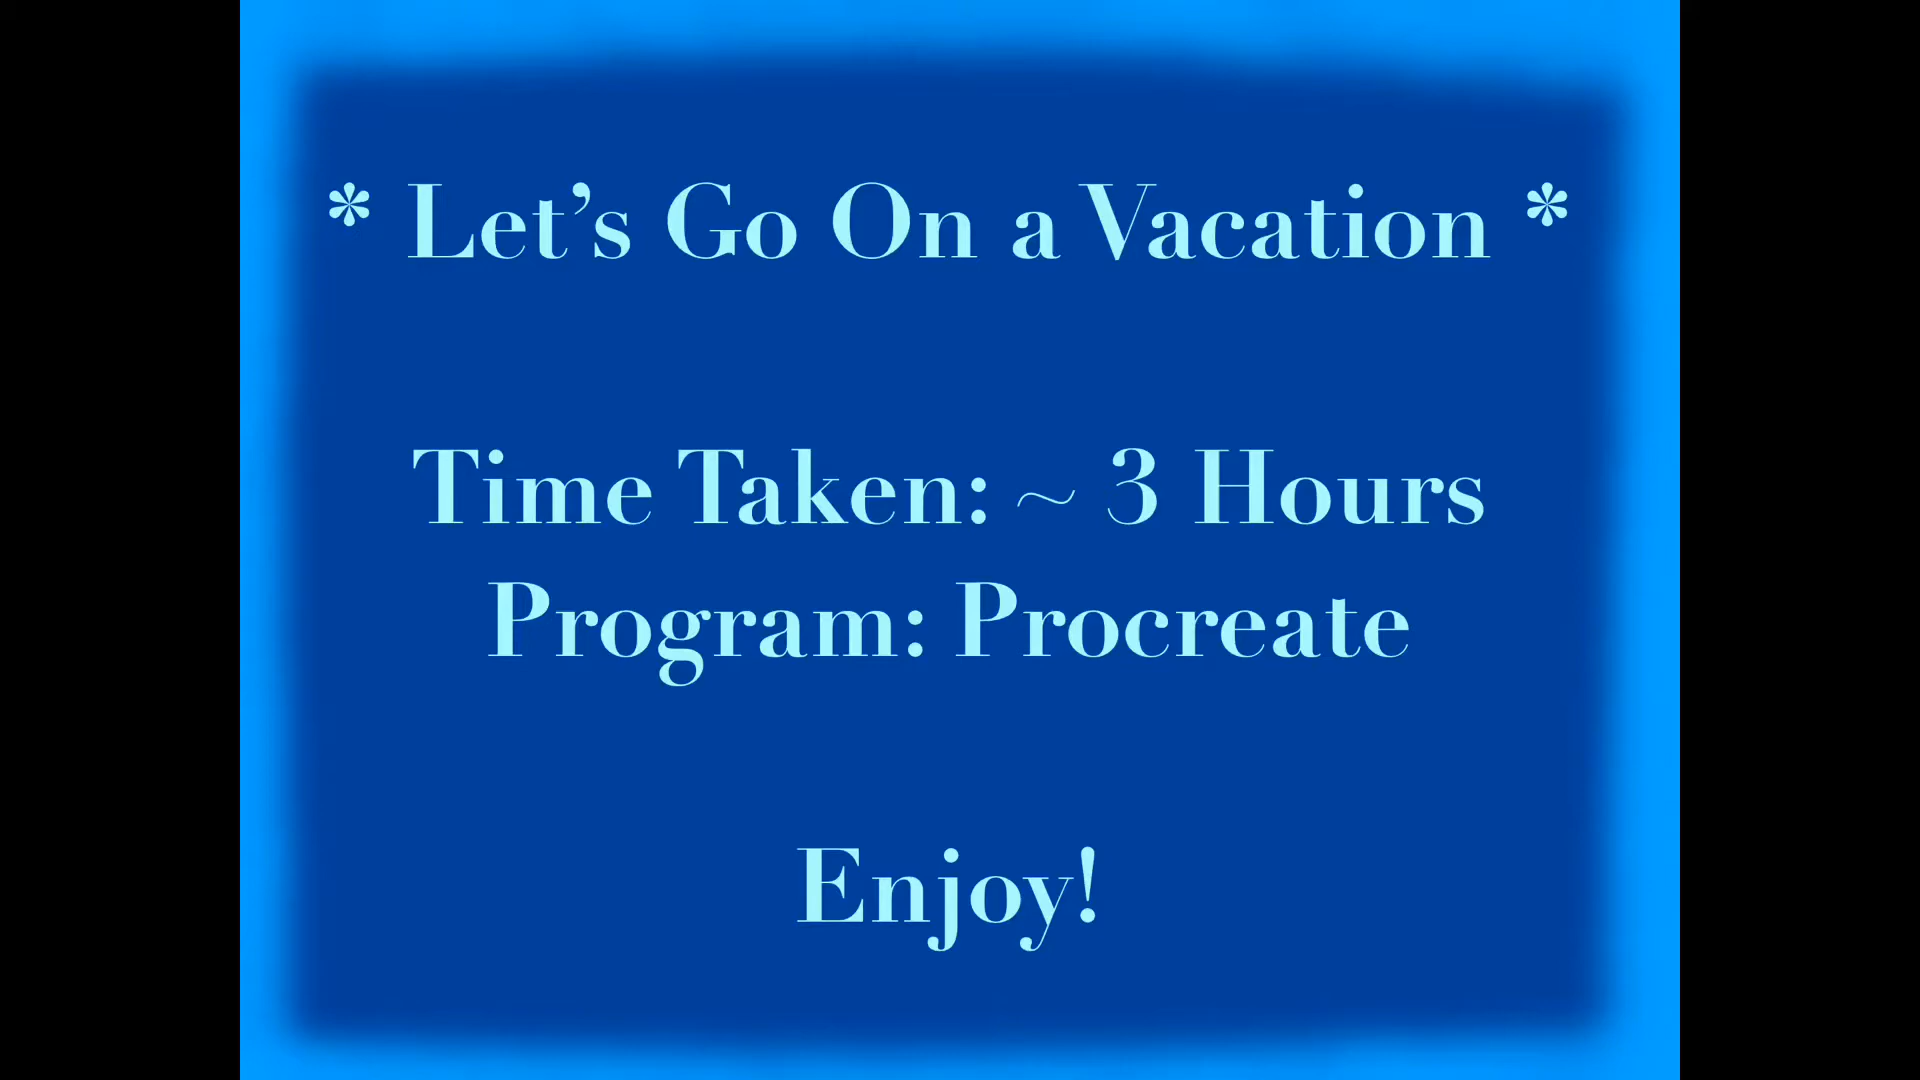 * Let’s Go On a Vacation *
Time Taken: ~ 3 Hours
Program: Procreate
Enjoy!